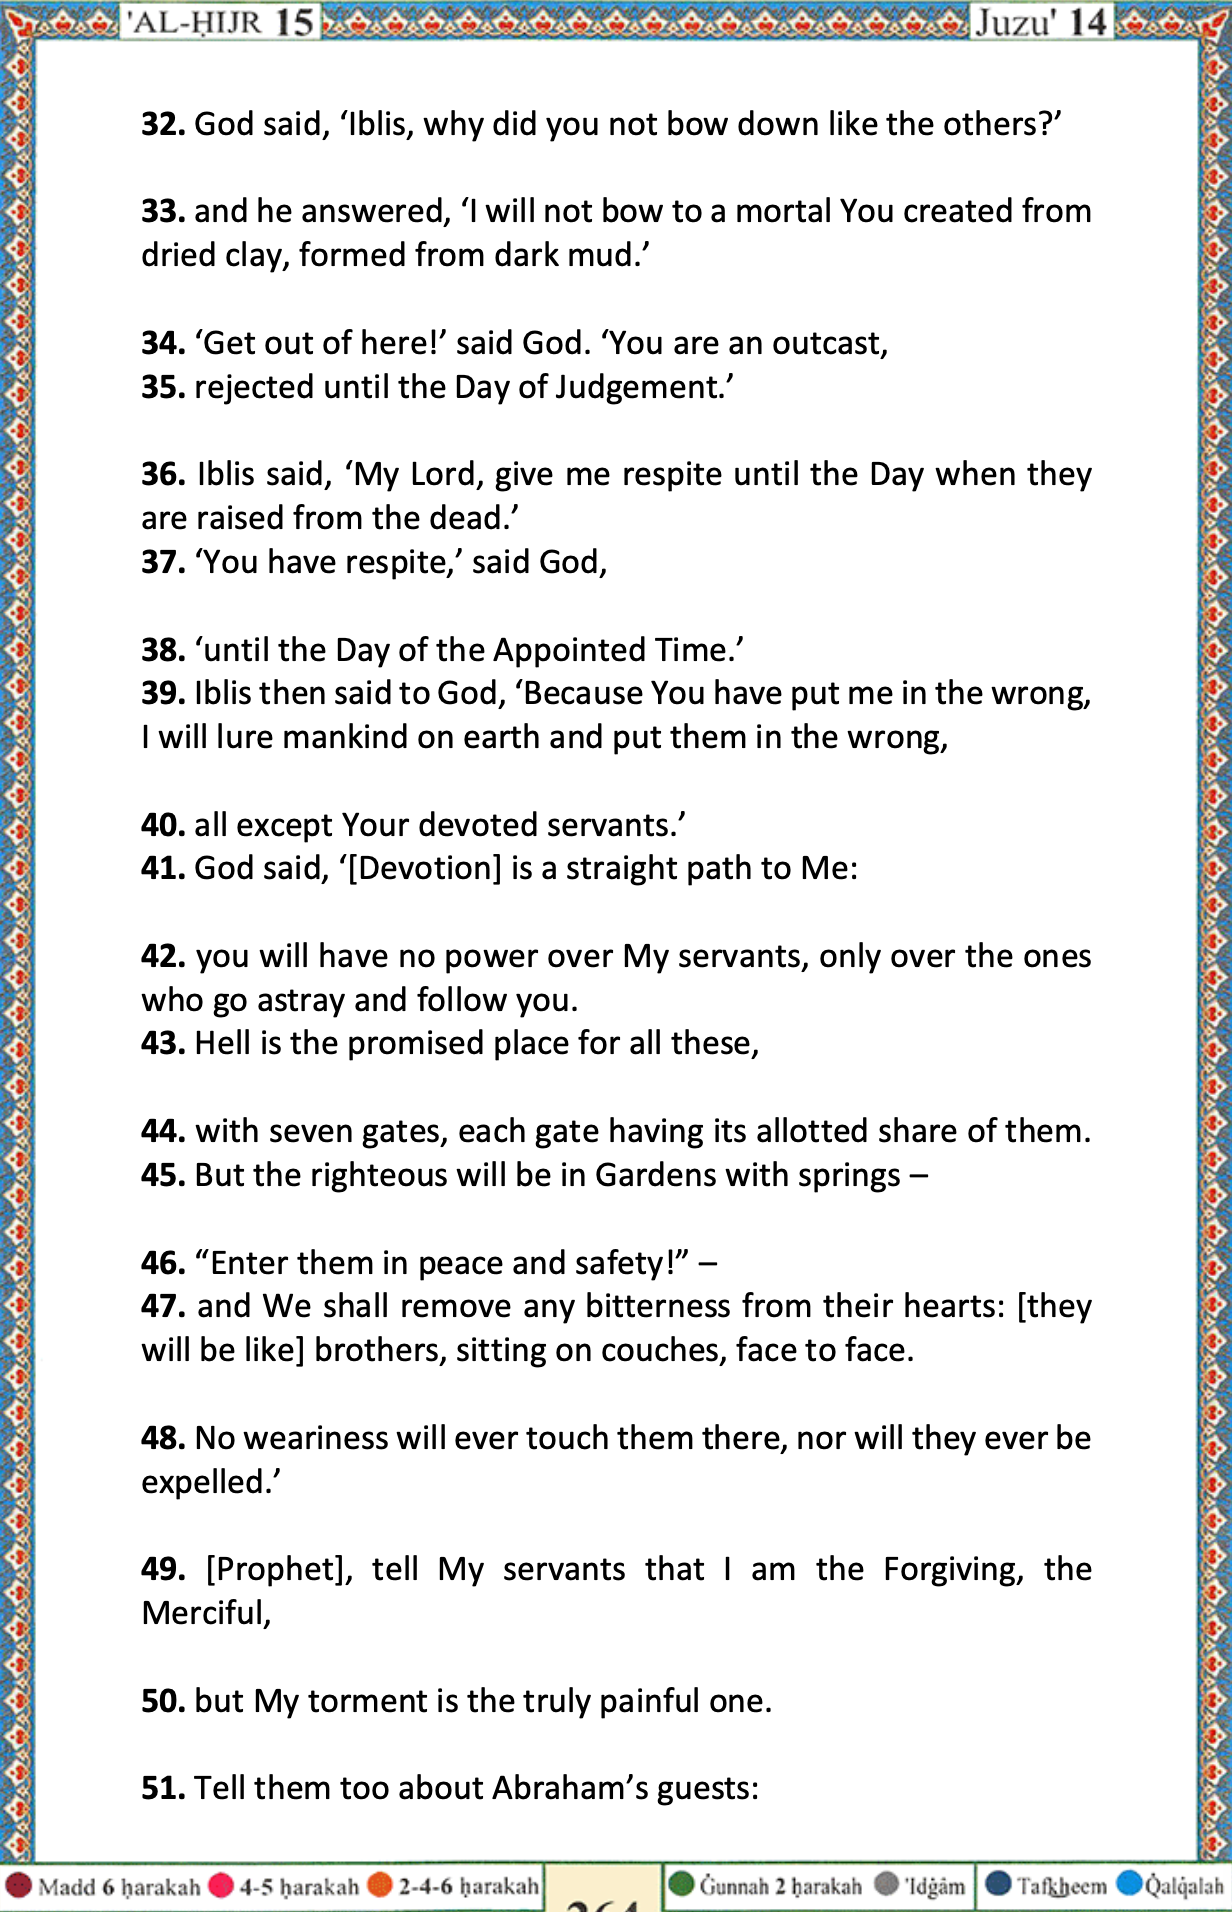 'AL-ḤIJR 15
Juzu' 14
32. God said, ‘Iblis, why did you not bow down like the others?’
33. and he answered, ‘I will not bow to a mortal You created from
dried clay, formed from dark mud.’
34. ‘Get out of here!’ said God. ‘You are an outcast,
35. rejected until the Day of Judgement.’
36. Iblis said, ‘My Lord, give me respite until the Day when they
are raised from the dead.’
37. ‘You have respite,’ said God,
38. ‘until the Day of the Appointed Time.’
39. Iblis then said to God, ‘Because You have put me in the wrong,
I will lure mankind on earth and put them in the wrong,
40. all except Your devoted servants.’
41. God said, ‘[Devotion] is a straight path to Me:
42. you will have no power over My servants, only over the ones
who go astray and follow you.
43. Hell is the promised place for all these,
44. with seven gates, each gate having its allotted share of them.
45. But the righteous will be in Gardens with springs –
46. “Enter them in peace and safety!” –
47. and We shall remove any bitterness from their hearts: [they
will be like] brothers, sitting on couches, face to face.
48. No weariness will ever touch them there, nor will they ever be
expelled.’
49. [Prophet], tell My servants that I am the Forgiving, the
Merciful,
50. but My torment is the truly painful one.
51. Tell them too about Abraham’s guests:
Madd 6 ḥarakah 4-5 ḥarakah 2-4-6 ḥarakah
264
Ġunnah 2 ḥarakah 'Idġâm Tafkheem Q̇alq̇alah